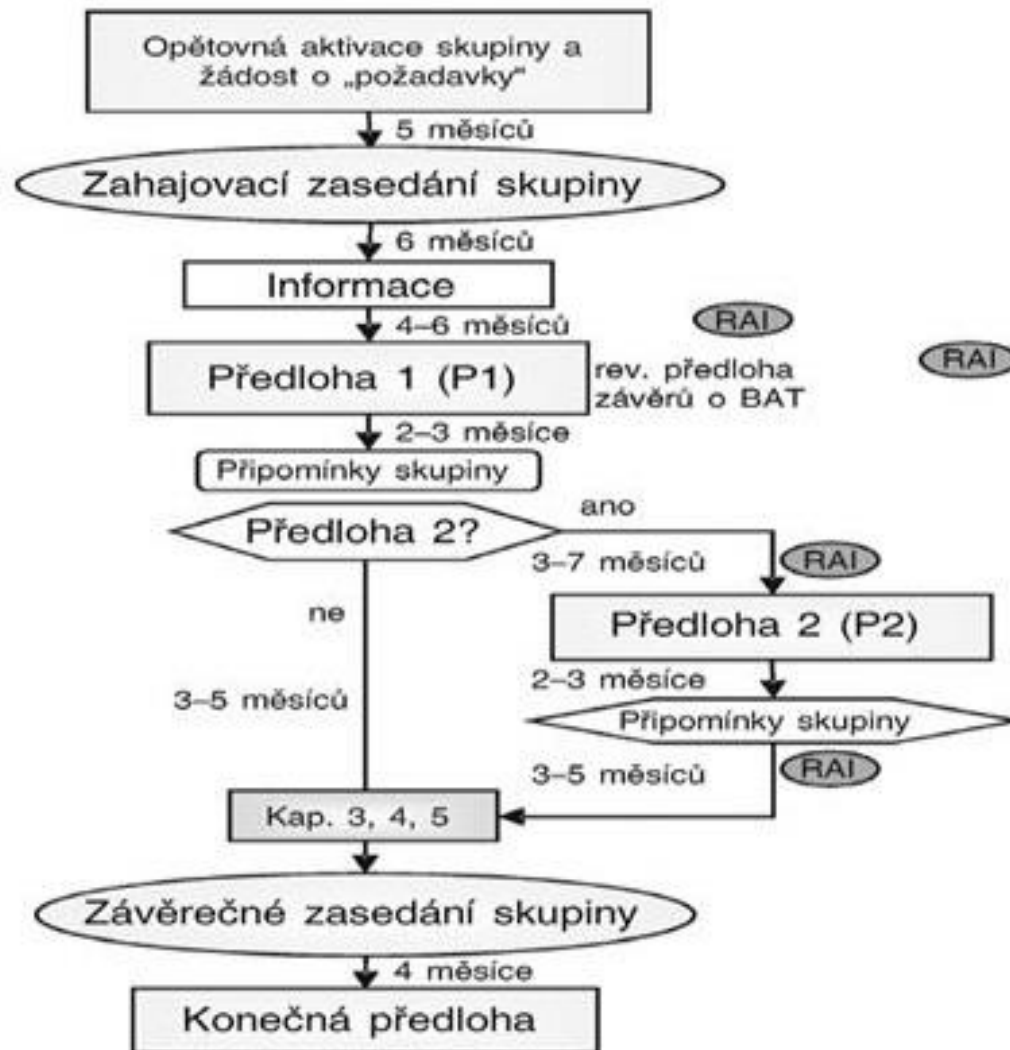 Opětovná aktivace skupiny a
žádost o „požadavky“
5 měsíců
Zahajovací zasedání skupiny
6 měsíců
Informace
4–6 měsíců
RAI
RAI
Předloha 1 (P1)
rev. předloha
závěrů o BAT
2–3 měsíce
Připomínky skupiny
Předloha 2?
ano
3–7 měsíců
RAI
ne
Předloha 2 (P2)
2–3 měsíce
3–5 měsíců
Připomínky skupiny
3–5 měsíců
RAI
Kap. 3, 4, 5
Závěrečné zasedání skupiny
4 měsíce
Konečná předloha